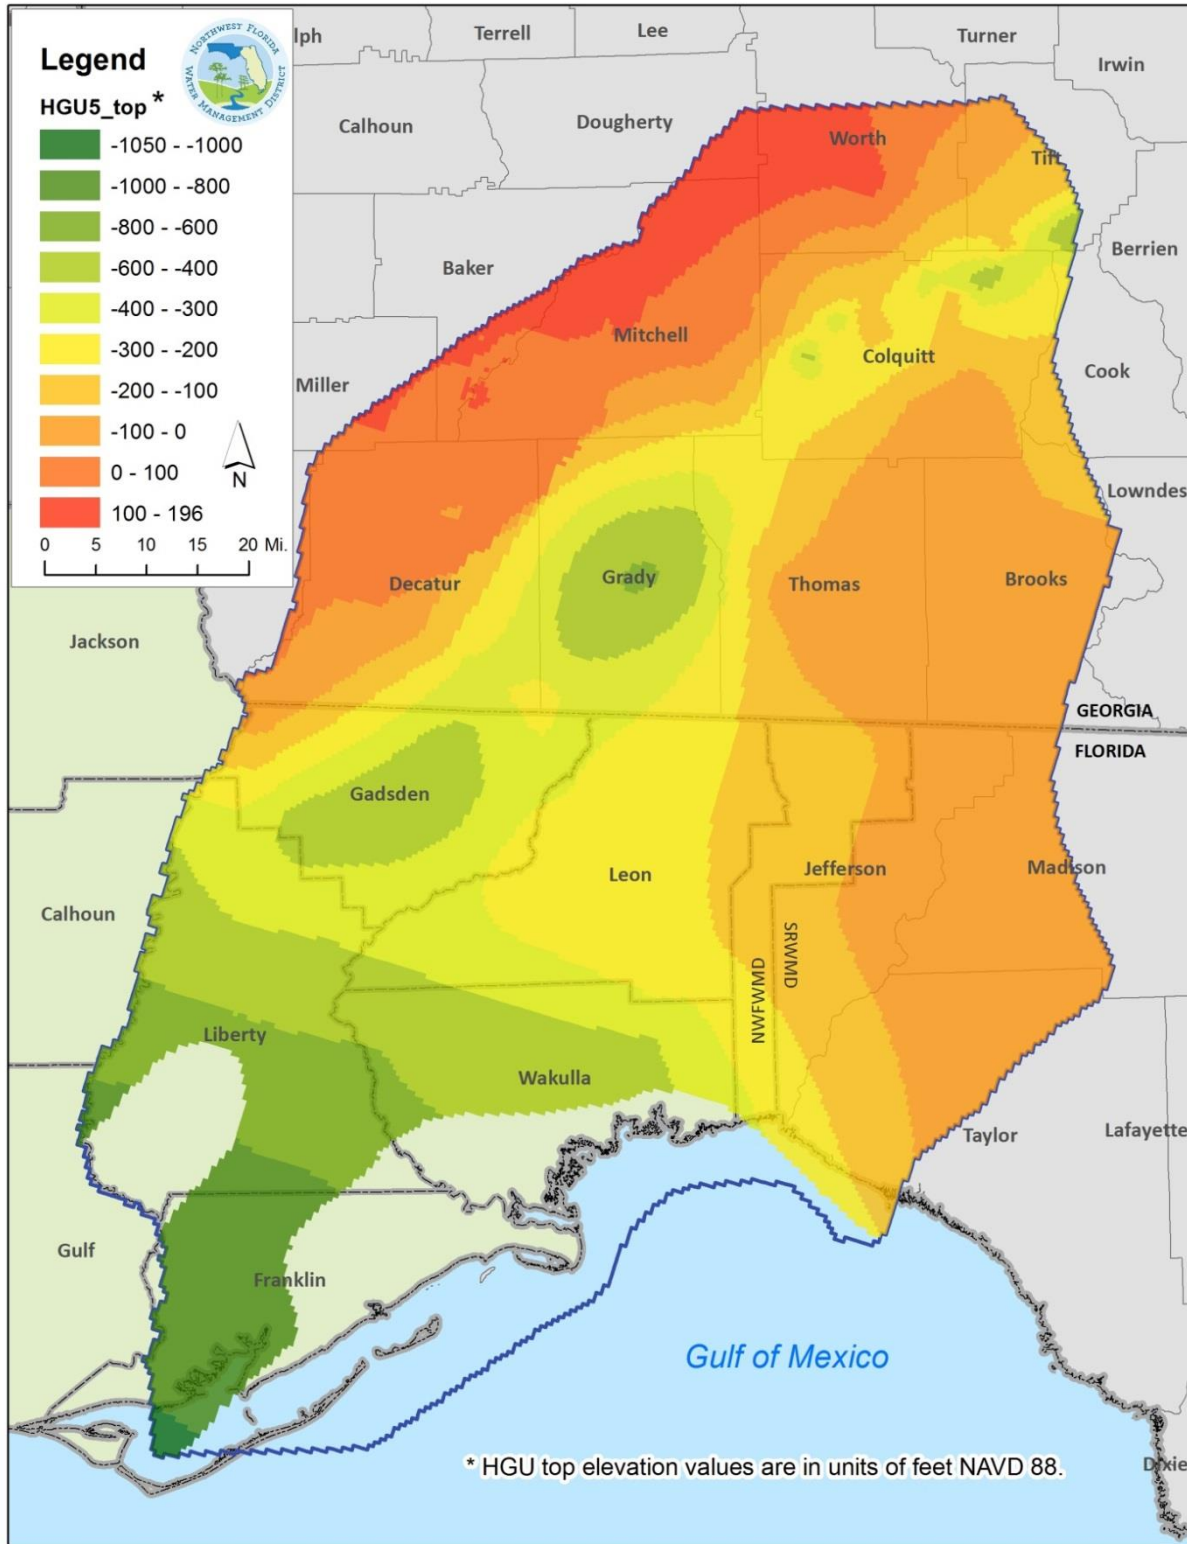 Legend
NORTHWEST FLORIDA
WATER MANAGEMENT DISTRICT
HGU5_top *
-1050 - -1000
-1000 - -800
-800 - -600
-600 - -400
-400 - -300
-300 - -200
-200 - -100
-100 - 0
0 - 100
100 - 196
N
0 5 10 15 20 Mi.
lph
Terrell
Lee
Turner
Irwin
Calhoun
Dougherty
Worth
Tift
Baker
Berrien
Mitchell
Colquitt
Miller
Cook
Lowndes
Decatur
Grady
Thomas
Brooks
Jackson
GEORGIA
FLORIDA
Gadsden
Leon
Jefferson
Madison
Calhoun
NWFWMD
SRWMD
Liberty
Wakulla
Taylor
Lafayette
Gulf
Franklin
Gulf of Mexico
* HGU top elevation values are in units of feet NAVD 88.
Dixie